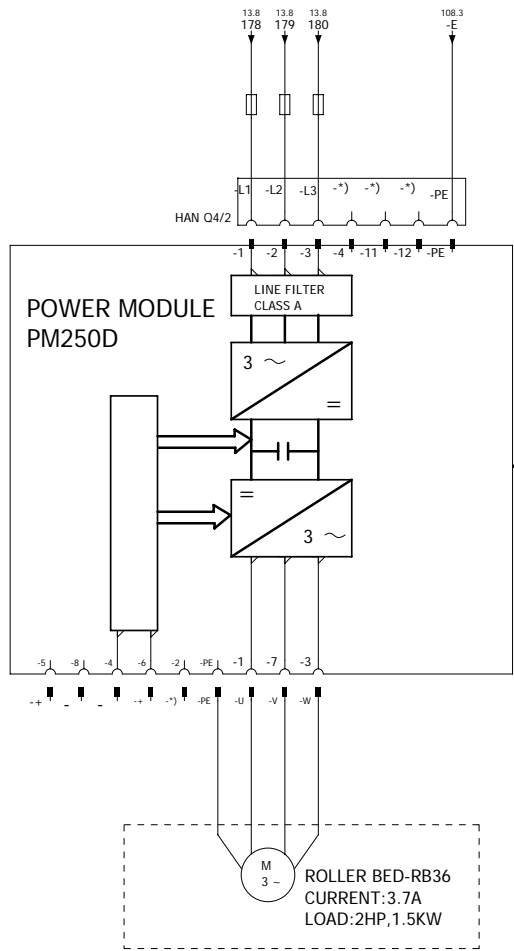 13.8 13.8 13.8 108.3
178 179 180 -E
-L1 -L2 -L3 -*) -*) -*) -PE
HAN Q4/2
-1 -2 -3 -4 -11 -12 -PE
POWER MODULE
PM250D
LINE FILTER
CLASS A
3 ~
=
=
3 ~
-5 -8 -4 -6 -2 -PE -1 -7 -3
-+ - - -+ -*) -PE -U -V -W
M
3 ~
ROLLER BED-RB36
CURRENT:3.7A
LOAD:2HP,1.5KW